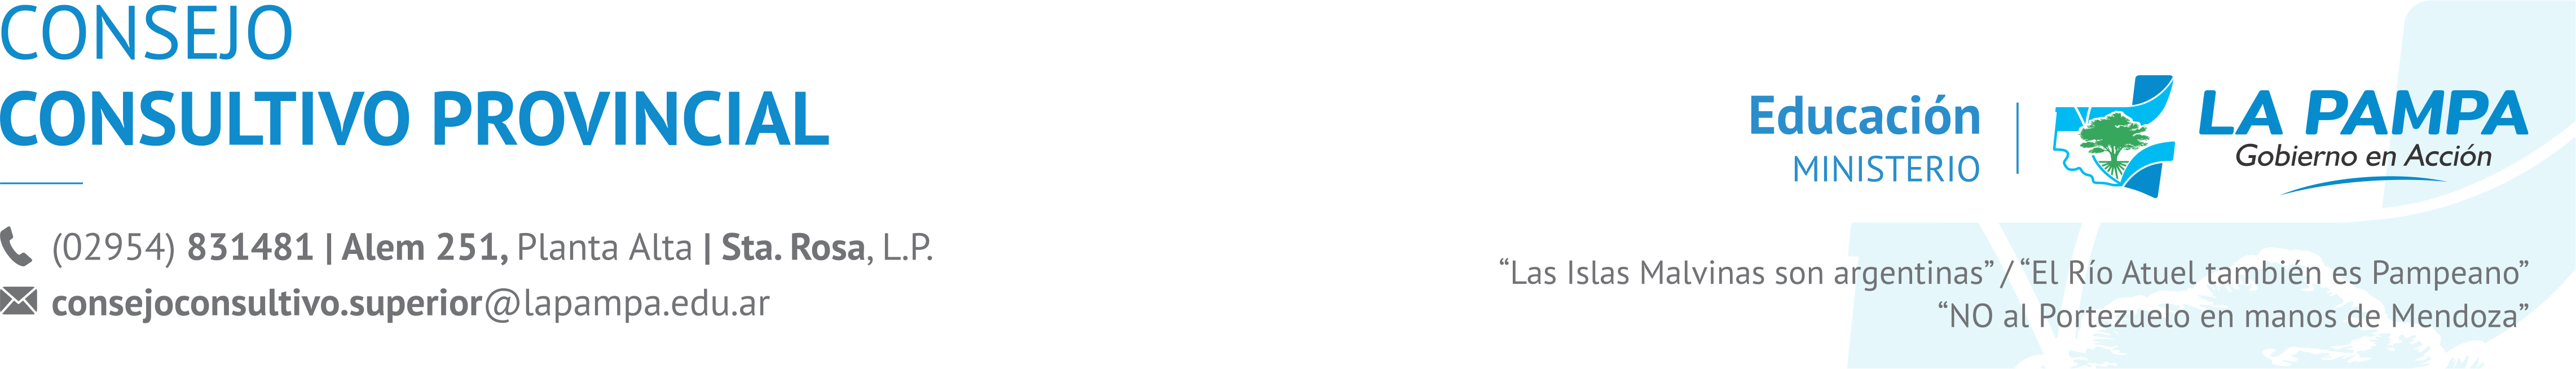 CONSEJO
CONSULTIVO PROVINCIAL
(02954) 831481 | Alem 251, Planta Alta | Sta. Rosa, L.P.
consejoconsultivo.superior@lapampa.edu.ar
Educación
MINISTERIO
LA PAMPA
Gobierno en Acción
“Las Islas Malvinas son argentinas” / “El Río Atuel también es Pampeano”
“NO al Portezuelo en manos de Mendoza”